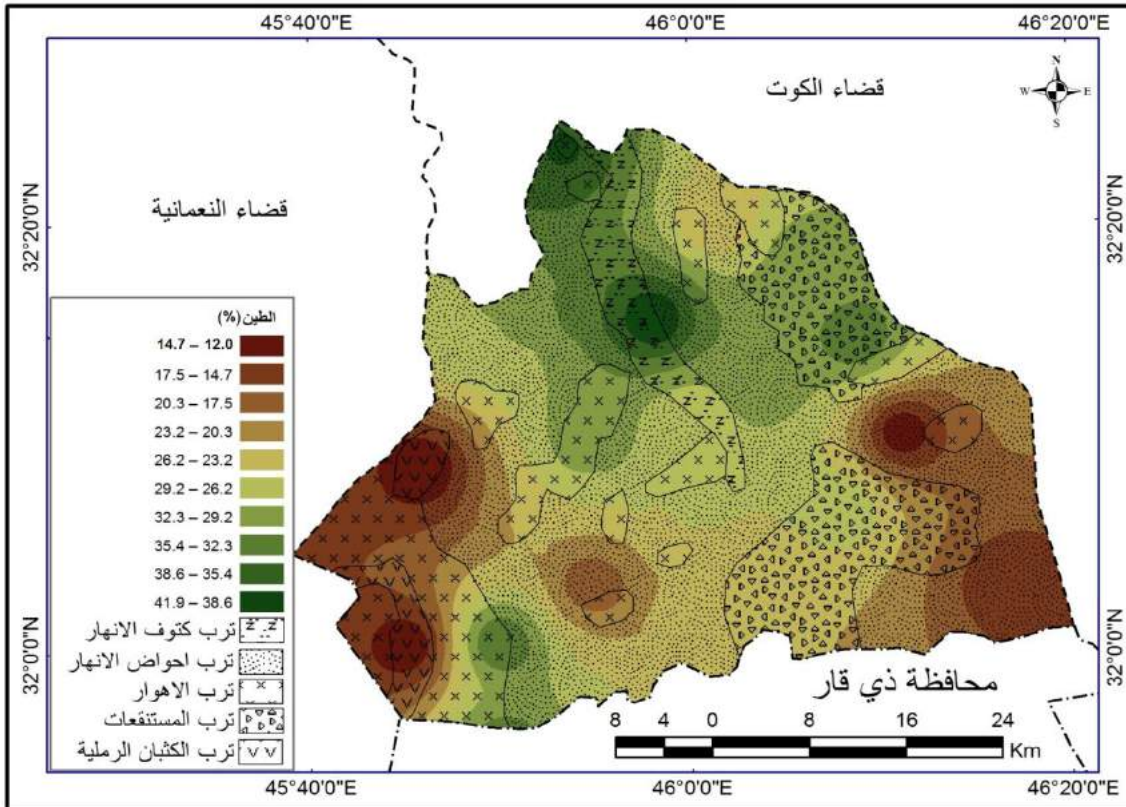 45°40'0"E
46°0'0"E
46°20'0"E
N
W E
S
قضاء الكوت
قضاء النعمانية
32°20'0"N
32°20'0"N
الطين(%)
14.7 – 12.0
17.5 – 14.7
20.3 – 17.5
23.2 – 20.3
26.2 – 23.2
29.2 – 26.2
32.3 – 29.2
35.4 – 32.3
38.6 – 35.4
41.9 – 38.6
ترب كتوف الانهار
ترب احواض الانهار
ترب الاهوار
ترب المستنقعات
ترب الكثبان الرملية
32°0'0"N
32°0'0"N
محافظة ذي قار
8 4 0 8 16 24
Km
45°40'0"E
46°0'0"E
46°20'0"E